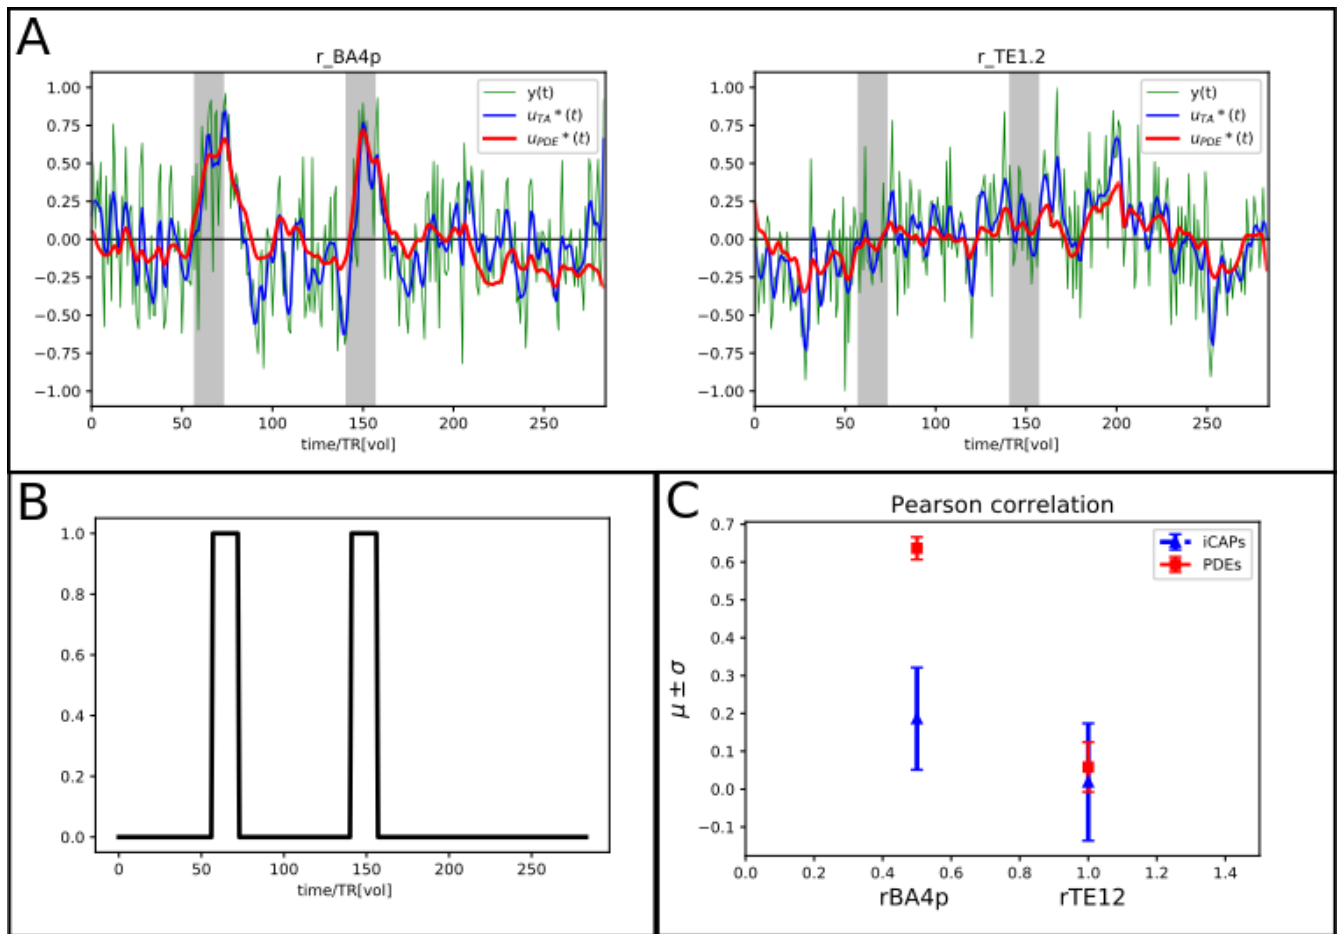 A
r_BA4p
1.00
0.75
0.50
0.25
0.00
−0.25
−0.50
−0.75
−1.00
y(t)
u_TA*(t)
u_PDE*(t)
0 50 100 150 200 250
time/TR[vol]
r_TE1.2
1.00
0.75
0.50
0.25
0.00
−0.25
−0.50
−0.75
−1.00
y(t)
u_TA*(t)
u_PDE*(t)
0 50 100 150 200 250
time/TR[vol]
B
1.0
0.8
0.6
0.4
0.2
0.0
0 50 100 150 200 250
time/TR[vol]
C
Pearson correlation
0.7
0.6
0.5
0.4
0.3
0.2
0.1
0.0
−0.1
μ ± σ
iCAPs
PDEs
0.0 0.2 0.4 0.6 0.8 1.0 1.2 1.4
rBA4p rTE12